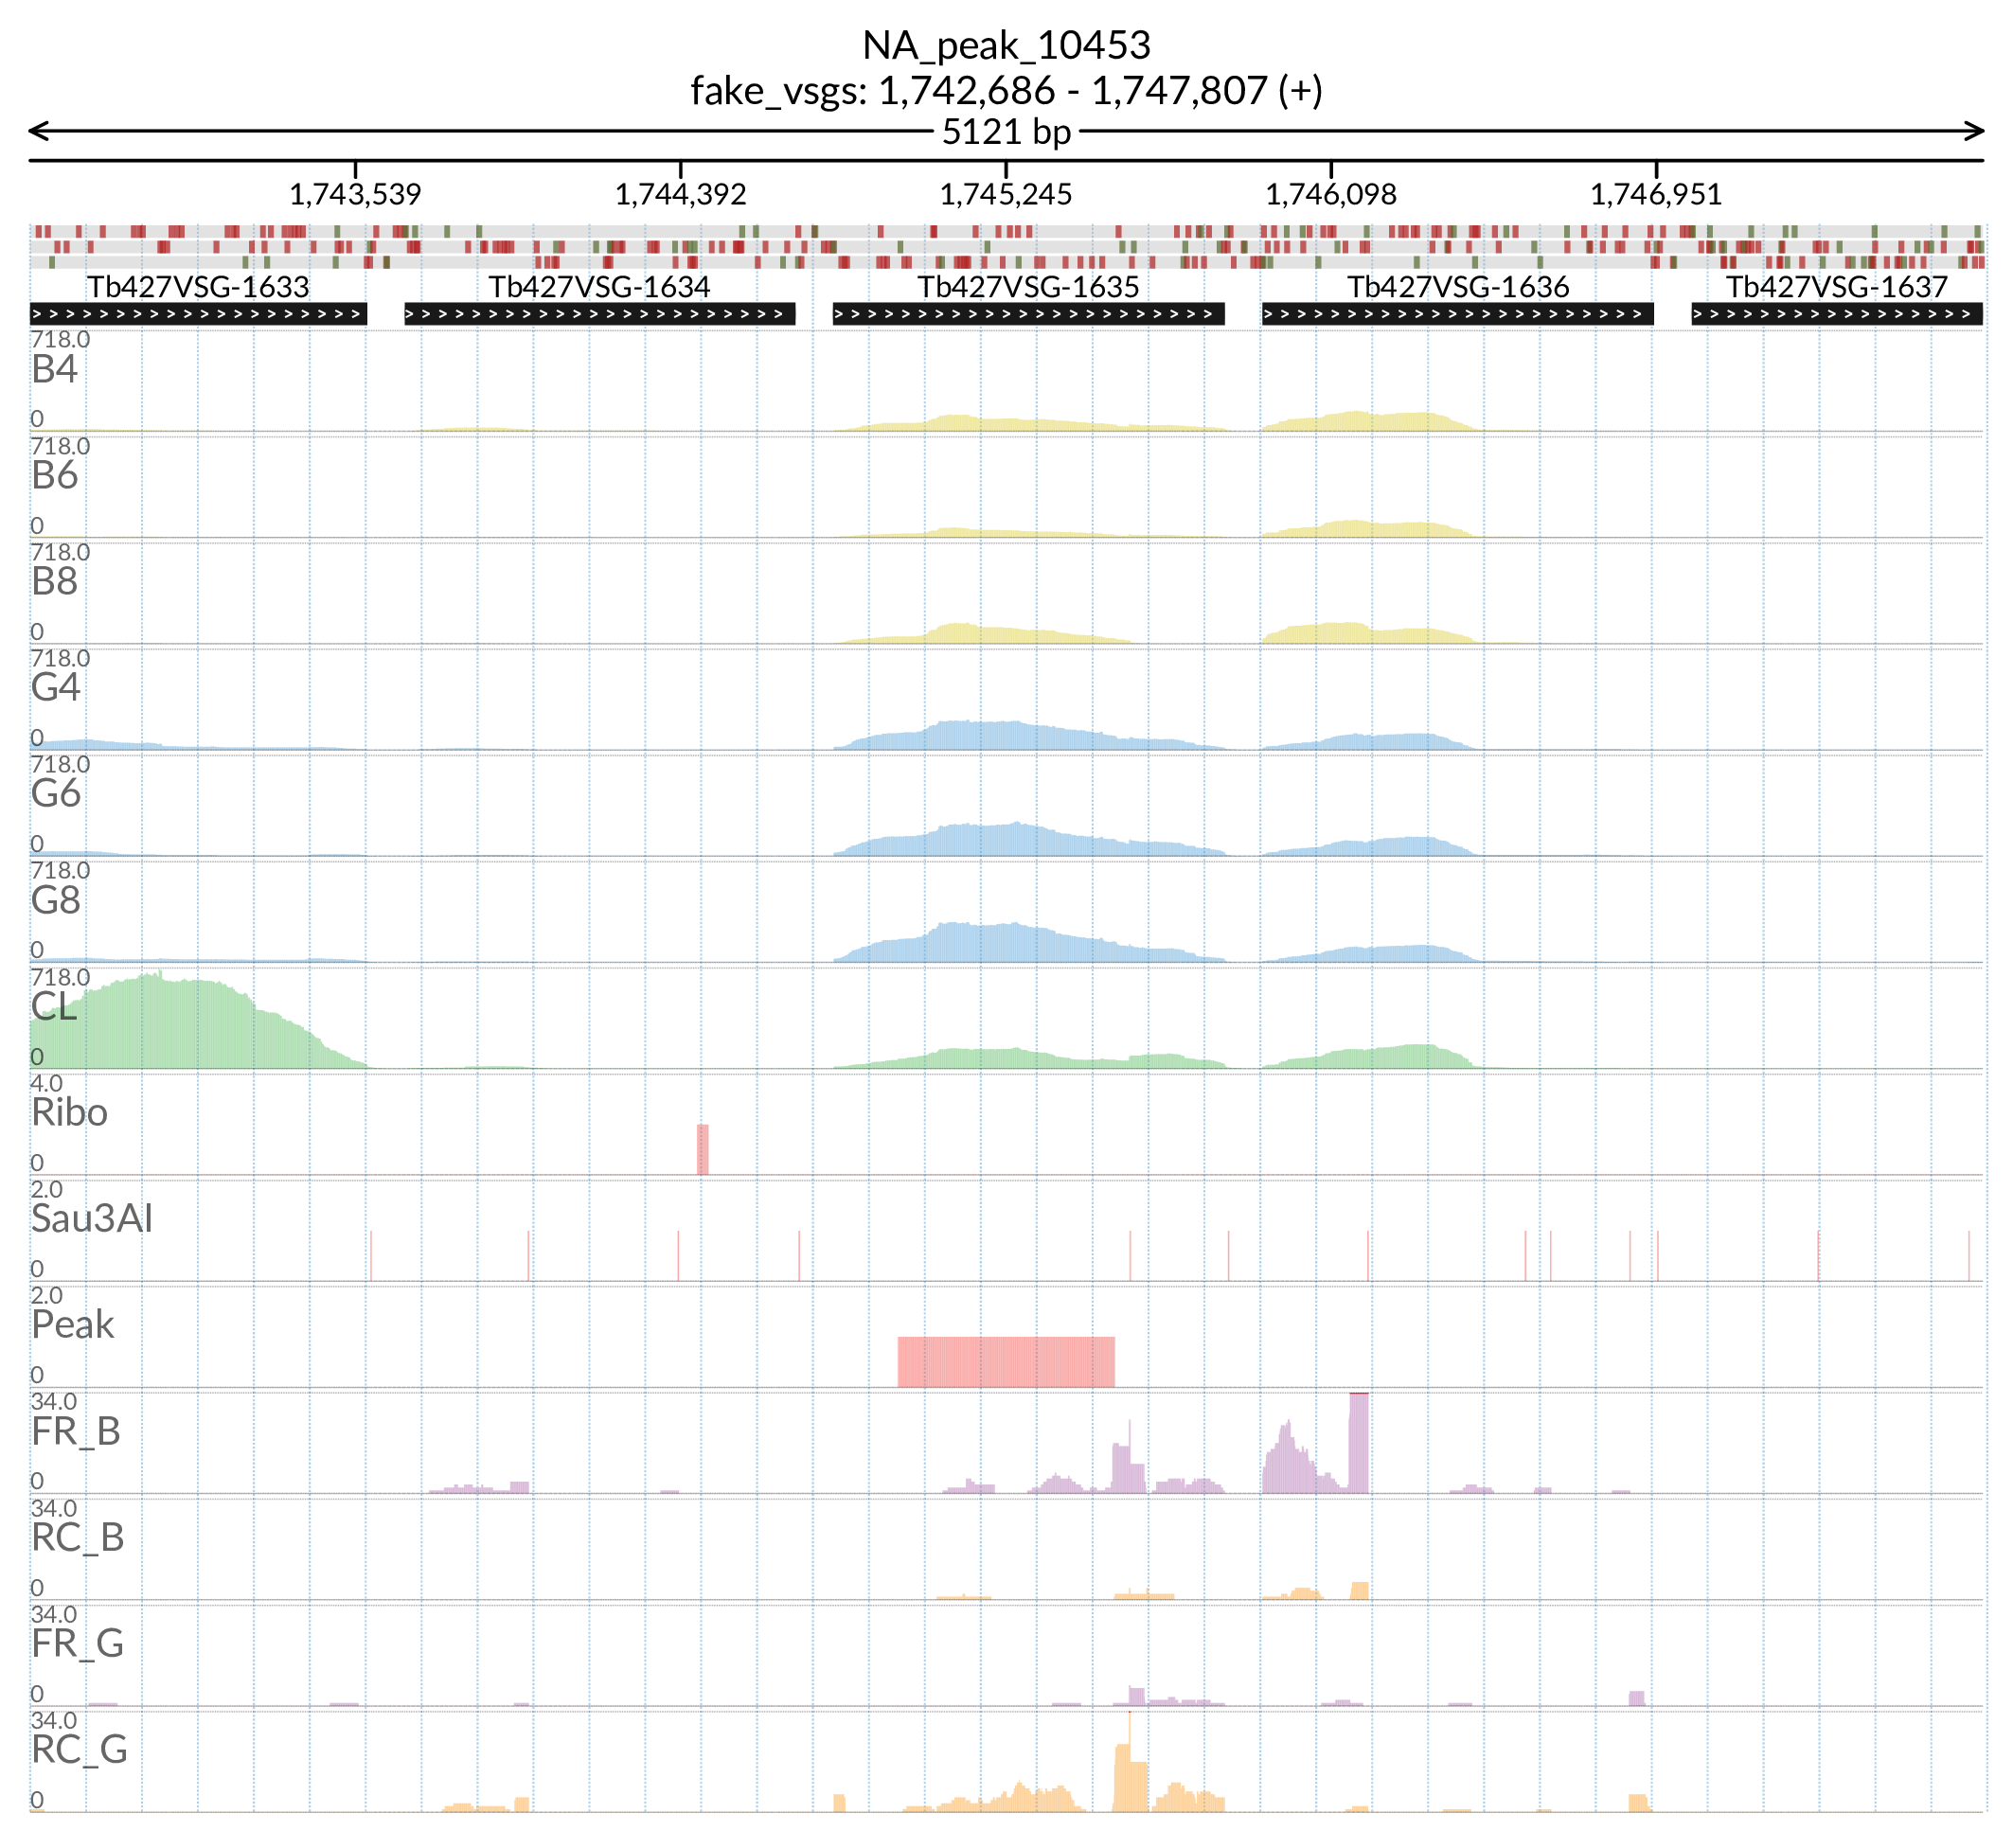 NA_peak_10453
fake_vsgs: 1,742,686 - 1,747,807 (+)
5121 bp
1,743,539 1,744,392 1,745,245 1,746,098 1,746,951
Tb427VSG-1633 Tb427VSG-1634 Tb427VSG-1635 Tb427VSG-1636 Tb427VSG-1637
718.0
B4
0
718.0
B6
0
718.0
B8
0
718.0
G4
0
718.0
G6
0
718.0
G8
0
718.0
CL
0
4.0
Ribo
0
2.0
Sau3AI
0
2.0
Peak
0
34.0
FR_B
0
34.0
RC_B
0
34.0
FR_G
0
34.0
RC_G
0